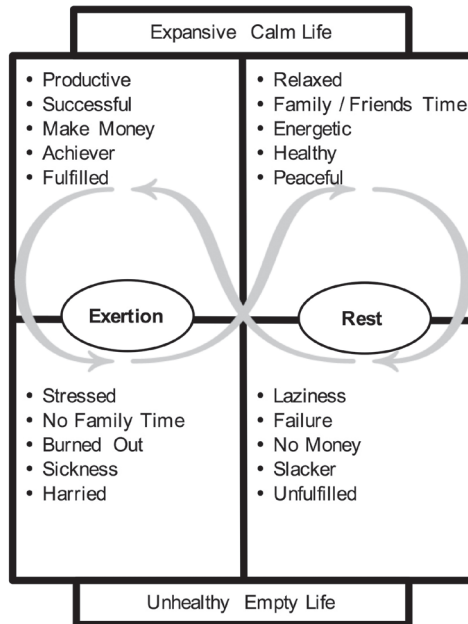 Expansive Calm Life
• Productive
• Successful
• Make Money
• Achiever
• Fulfilled
• Relaxed
• Family / Friends Time
• Energetic
• Healthy
• Peaceful
Exertion
Rest
• Stressed
• No Family Time
• Burned Out
• Sickness
• Harried
• Laziness
• Failure
• No Money
• Slacker
• Unfulfilled
Unhealthy Empty Life